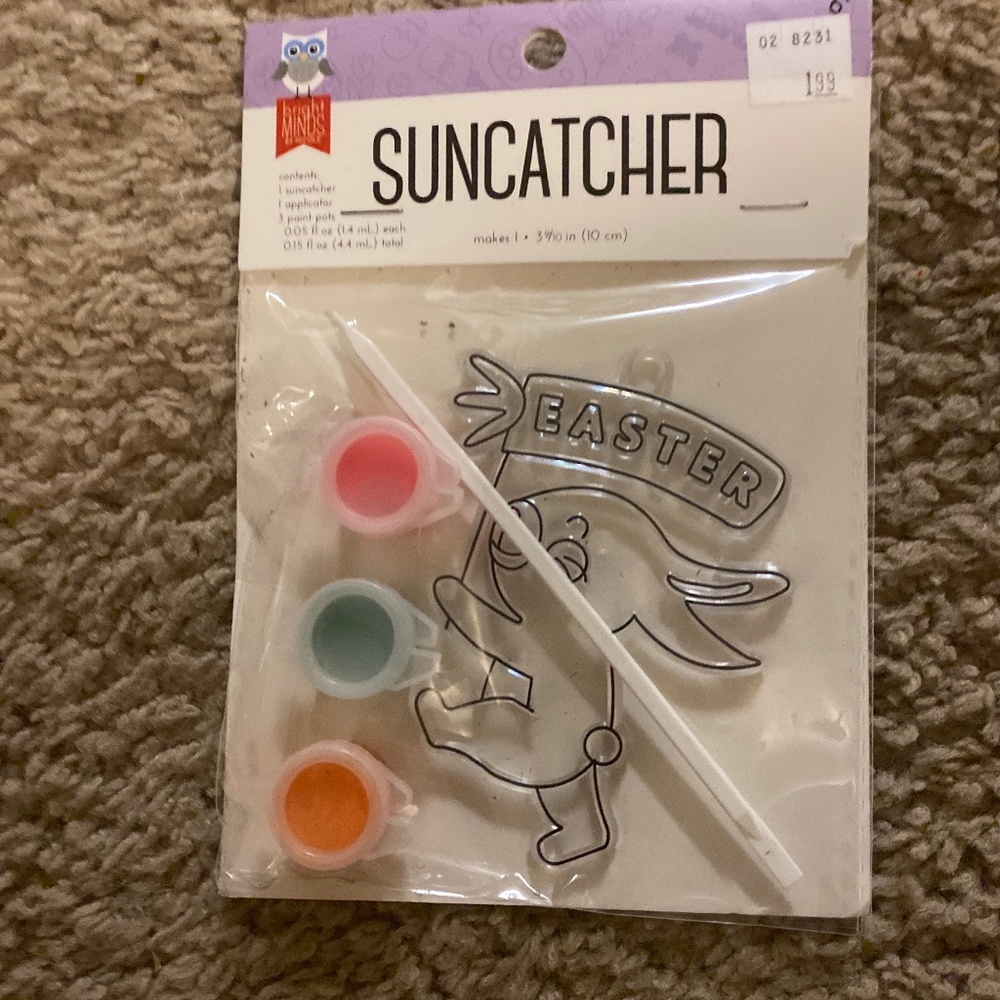 02 8231
1.99
bright
MINDS
SUNCATCHER
contents:
1 suncatcher
1 applicator
3 paint pots
0.05 fl oz (1.4 mL) each
0.15 fl oz (4.4 mL) total
makes 1 • 3 9/10 in (10 cm)
EASTER